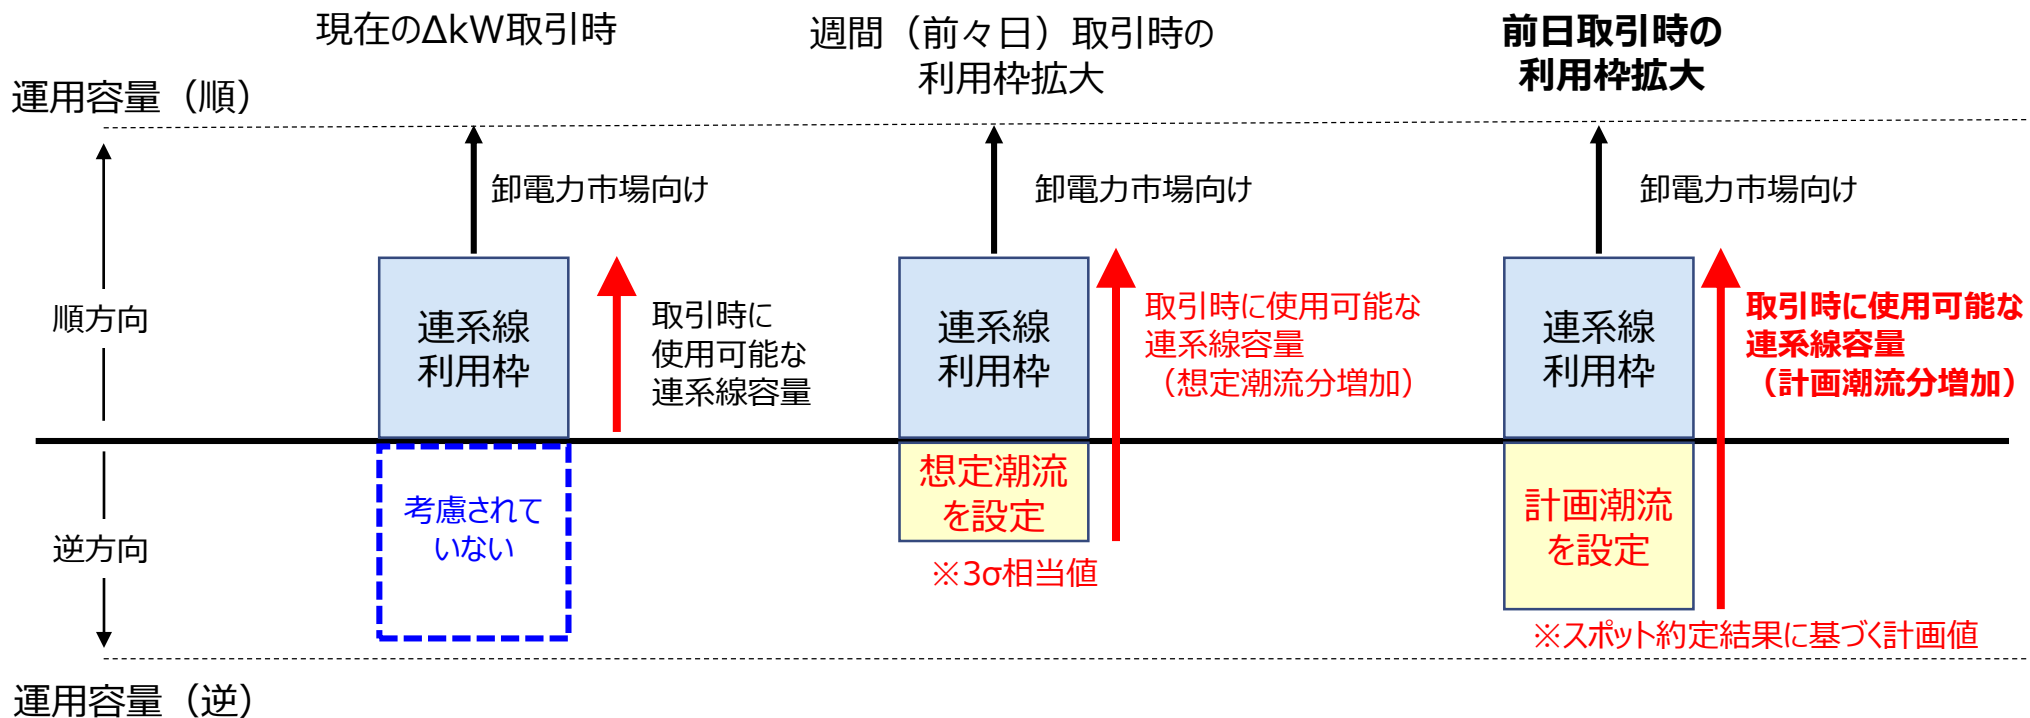 現在のΔkW取引時
週間（前々日）取引時の
利用枠拡大
前日取引時の
利用枠拡大
運用容量（順）
卸電力市場向け
卸電力市場向け
卸電力市場向け
順方向
連系線
利用枠
取引時に
使用可能な
連系線容量
連系線
利用枠
取引時に使用可能な
連系線容量
（想定潮流分増加）
連系線
利用枠
取引時に使用可能な
連系線容量
（計画潮流分増加）
逆方向
考慮されて
いない
想定潮流
を設定
※3σ相当値
計画潮流
を設定
※スポット約定結果に基づく計画値
運用容量（逆）